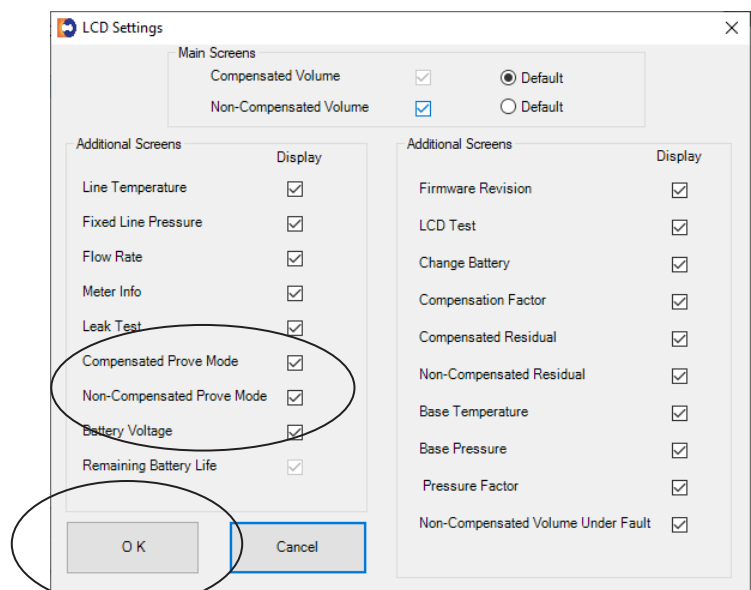 LCD Settings
Main Screens
Compensated Volume Default
Non-Compensated Volume Default
Additional Screens
Display
Line Temperature
Fixed Line Pressure
Flow Rate
Meter Info
Leak Test
Compensated Prove Mode
Non-Compensated Prove Mode
Battery Voltage
Remaining Battery Life
OK Cancel
Additional Screens
Display
Firmware Revision
LCD Test
Change Battery
Compensation Factor
Compensated Residual
Non-Compensated Residual
Base Temperature
Base Pressure
Pressure Factor
Non-Compensated Volume Under Fault